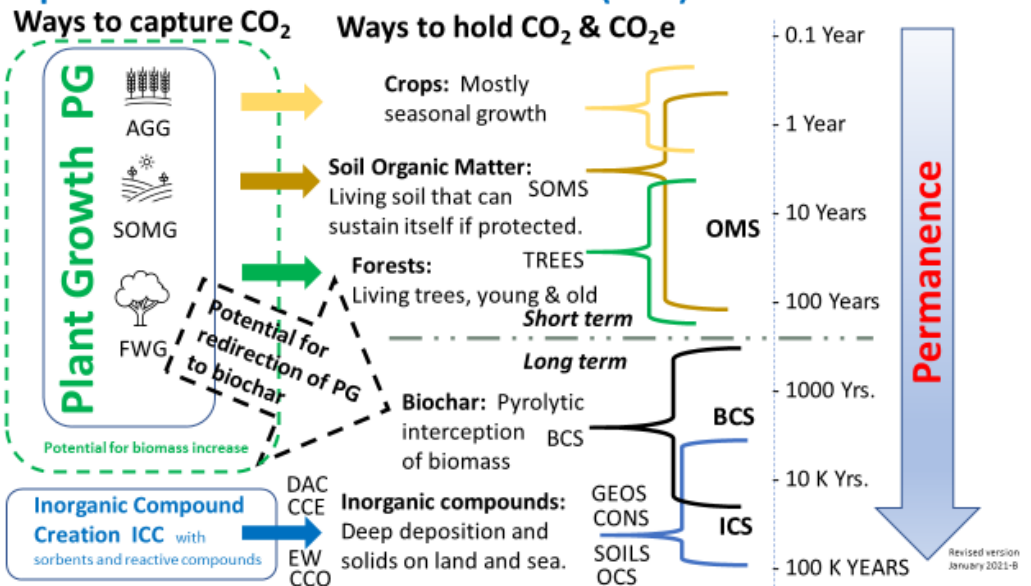 Ways to capture CO2
Ways to hold CO2 & CO2e
Plant Growth PG
AGG
SOMG
FWG
Potential for biomass increase
Potential for
redirection of PG
to biochar
Crops: Mostly
seasonal growth
Soil Organic Matter:
Living soil that can SOMS
sustain itself if protected.
Forests: TREES
Living trees, young & old
Short term
Long term
Biochar: Pyrolytic
interception BCS
of biomass
Inorganic Compound
Creation ICC with
sorbents and reactive compounds
DAC
CCE
EW
CCO
Inorganic compounds:
Deep deposition and
solids on land and sea.
GEOS
CONS
SOILS
OCS
OMS
BCS
ICS
0.1 Year
1 Year
10 Years
100 Years
1000 Yrs.
10 K Yrs.
100 K YEARS
Permanence
Revised version
January 2021-B